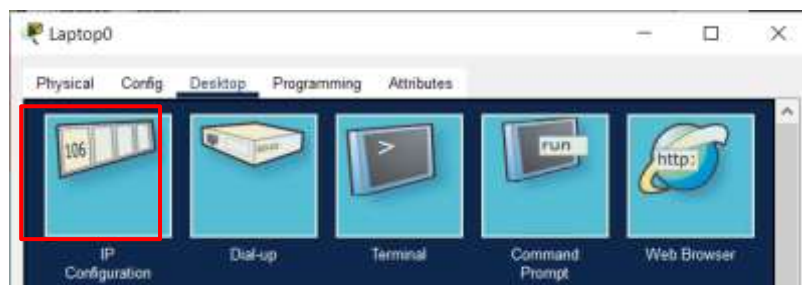 Laptop0
Physical Config Desktop Programming Attributes
106
>
run
http:
IP
Configuration
Dial-up
Terminal
Command
Prompt
Web Browser